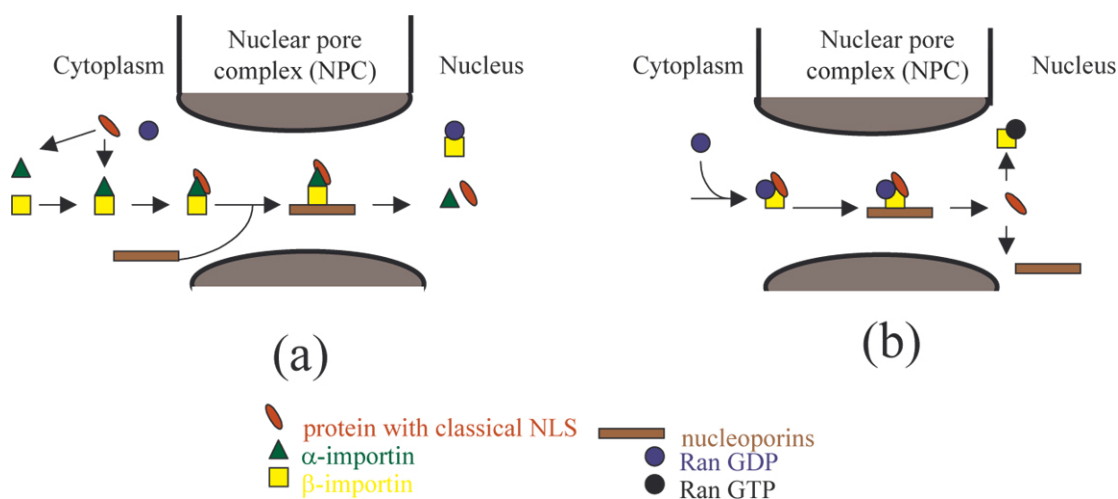 Nuclear pore
complex (NPC)
Cytoplasm
Nucleus
(a)
Nuclear pore
complex (NPC)
Cytoplasm
Nucleus
(b)
protein with classical NLS
α-importin
β-importin
nucleoporins
Ran GDP
Ran GTP